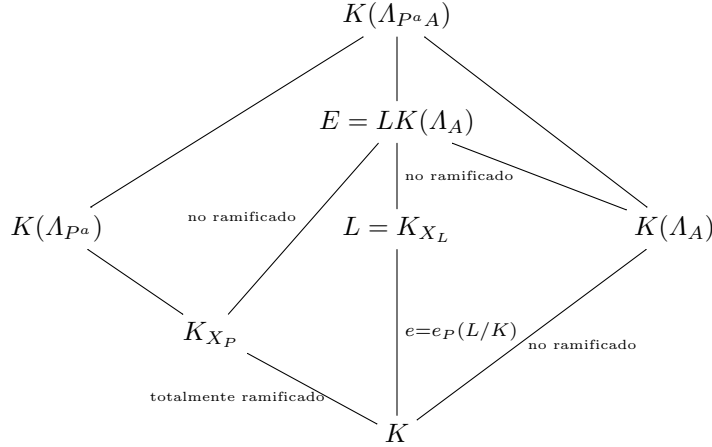 K(Λ_{P^a A})
E = LK(Λ_A)
no ramificado
no ramificado
K(Λ_{P^a})
L = K_{X_L}
K(Λ_A)
K_{X_P}
e=e_P(L/K)
no ramificado
totalmente ramificado
K